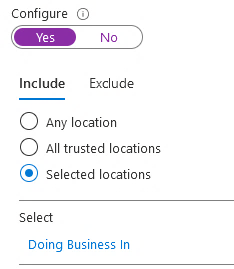 Configure
Yes No
Include Exclude
Any location
All trusted locations
Selected locations
Select
Doing Business In